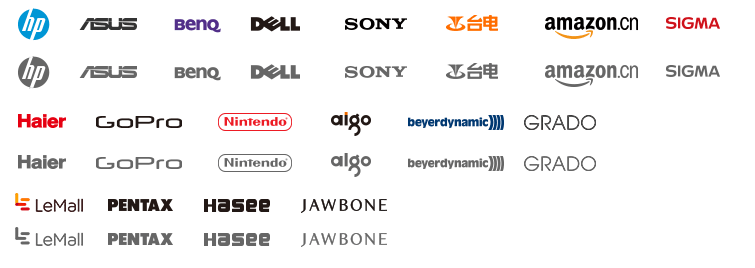 hp ASUS BenQ DELL SONY 台电 amazon.cn SIGMA
hp ASUS BenQ DELL SONY 台电 amazon.cn SIGMA
Haier GoPro Nintendo aigo beyerdynamic GRADO
Haier GoPro Nintendo aigo beyerdynamic GRADO
LeMall PENTAX Hasee JAWBONE
LeMall PENTAX Hasee JAWBONE